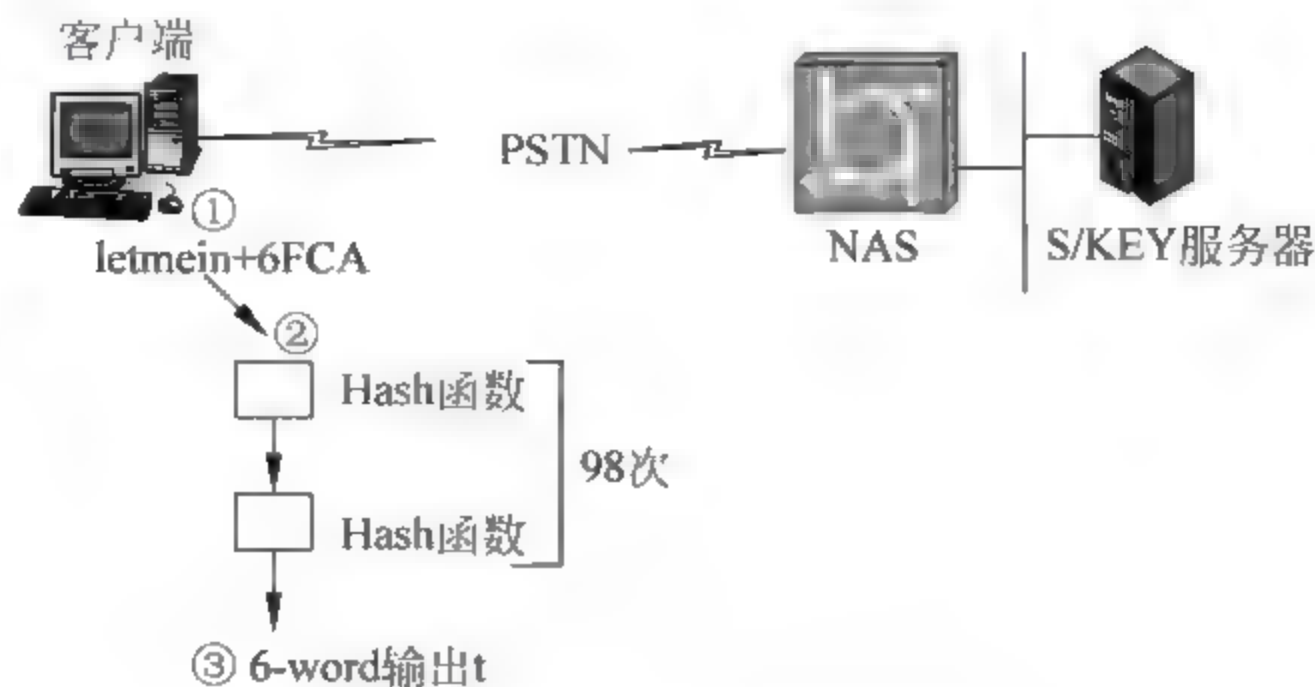 客户端
PSTN
NAS
S/KEY服务器
①
letmein+6FCA
②
Hash函数
98次
Hash函数
③ 6-word输出t